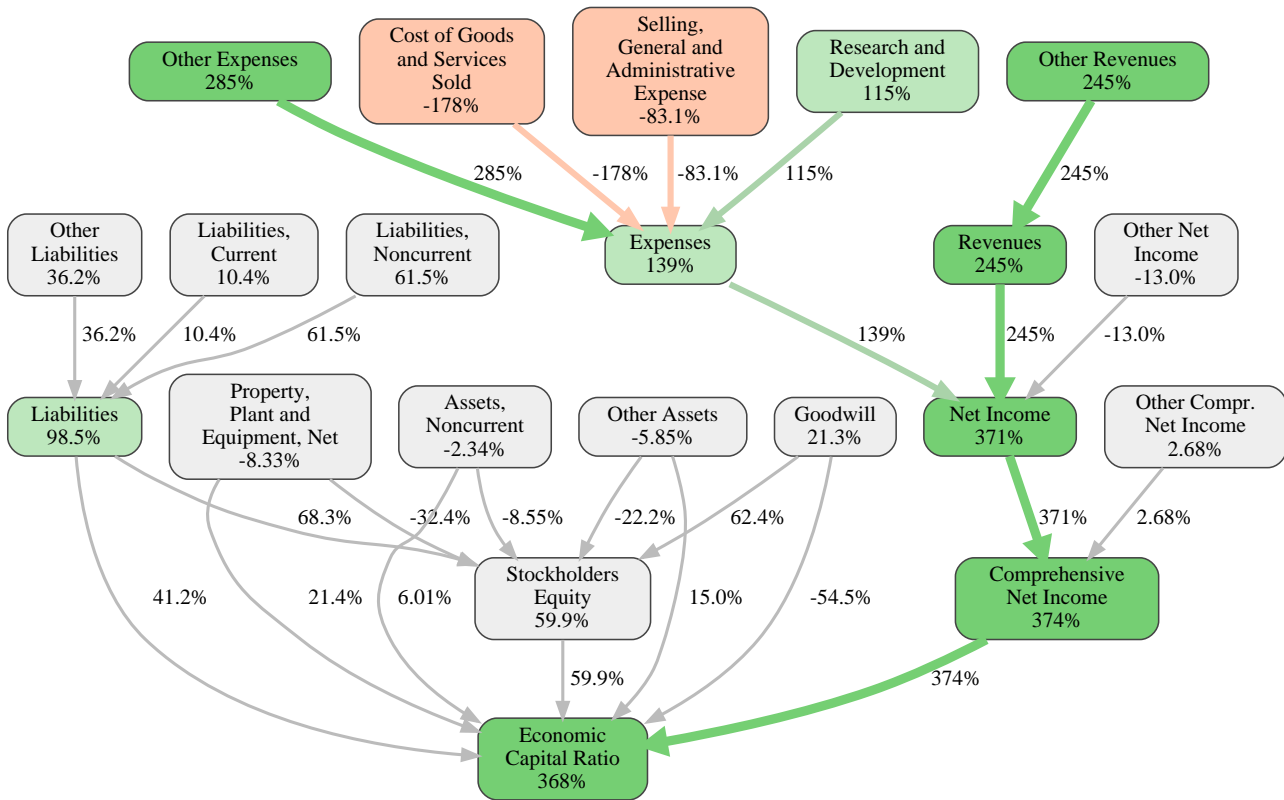 Other Expenses
285%
Cost of Goods
and Services
Sold
-178%
Selling,
General and
Administrative
Expense
-83.1%
Research and
Development
115%
Other Revenues
245%
285%
-178%
-83.1%
115%
245%
Other
Liabilities
36.2%
Liabilities,
Current
10.4%
Liabilities,
Noncurrent
61.5%
Expenses
139%
Revenues
245%
Other Net
Income
-13.0%
36.2%
10.4%
61.5%
139%
245%
-13.0%
Liabilities
98.5%
Property,
Plant and
Equipment, Net
-8.33%
Assets,
Noncurrent
-2.34%
Other Assets
-5.85%
Goodwill
21.3%
Net Income
371%
Other Compr.
Net Income
2.68%
68.3%
-32.4%
-8.55%
-22.2%
62.4%
371%
2.68%
41.2%
21.4%
6.01%
Stockholders
Equity
59.9%
15.0%
-54.5%
Comprehensive
Net Income
374%
59.9%
374%
Economic
Capital Ratio
368%